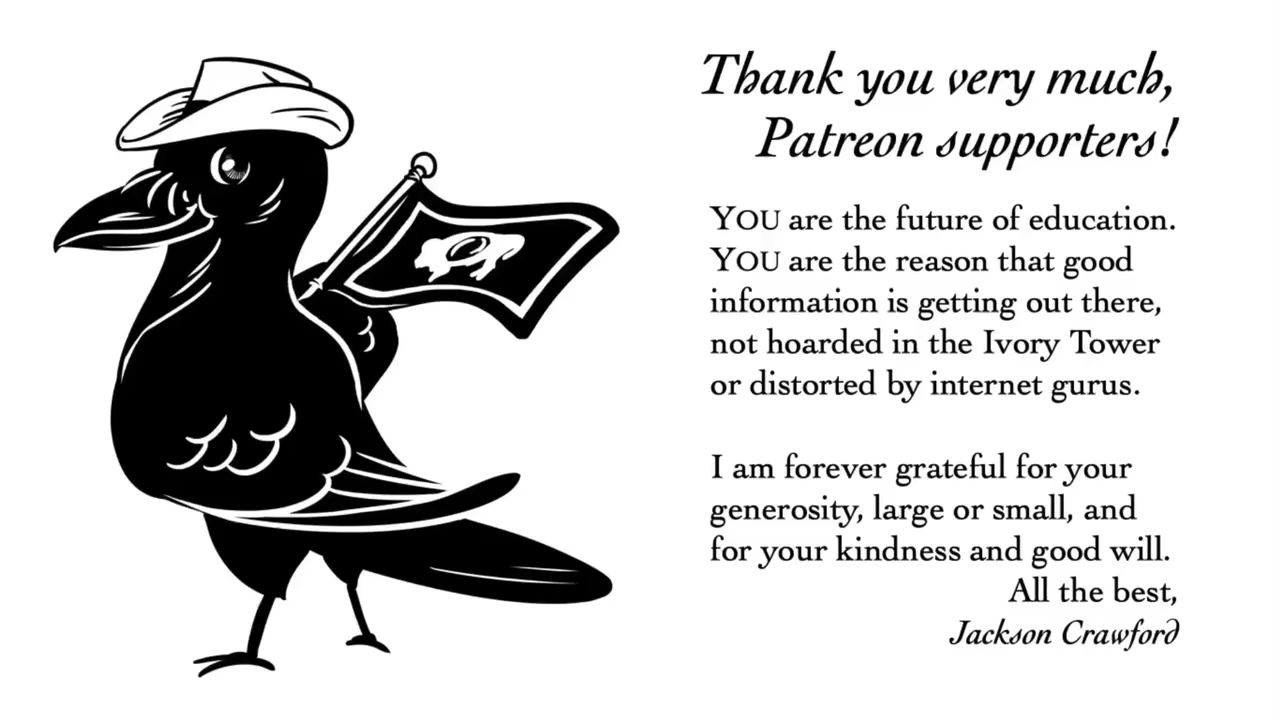 Thank you very much,
Patreon supporters!
YOU are the future of education.
YOU are the reason that good
information is getting out there,
not hoarded in the Ivory Tower
or distorted by internet gurus.
I am forever grateful for your
generosity, large or small, and
for your kindness and good will.
All the best,
Jackson Crawford